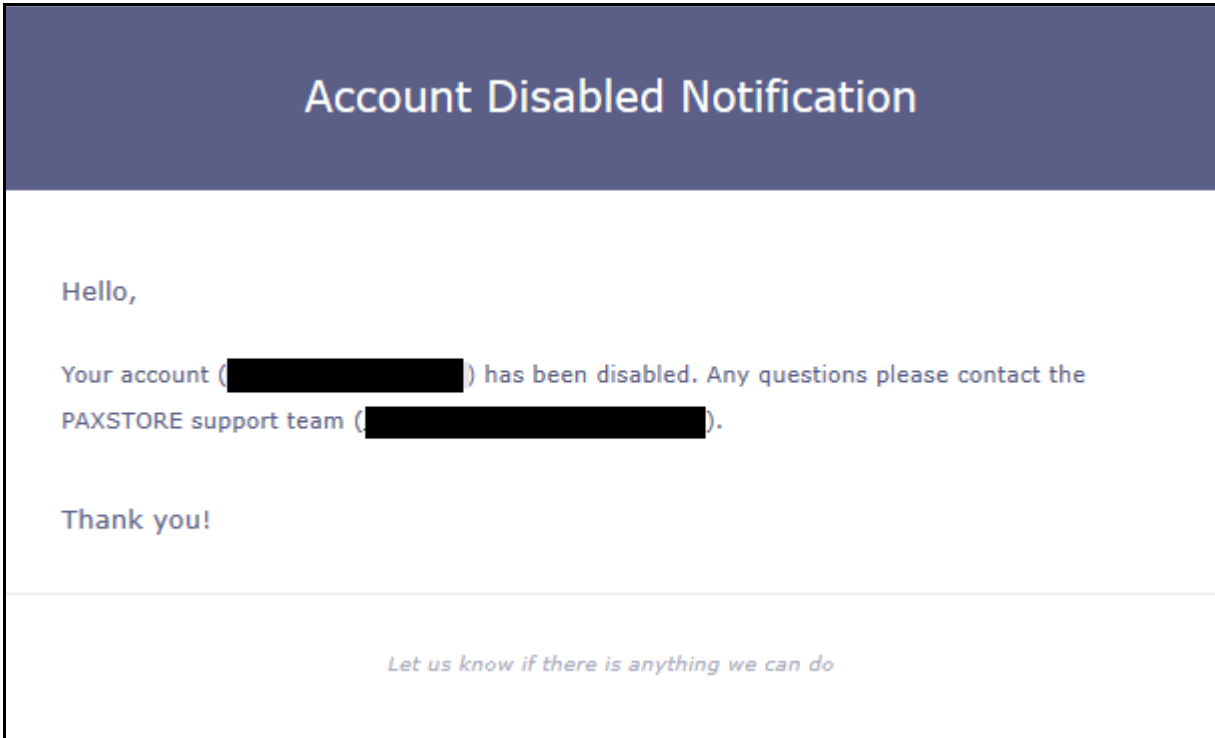 Account Disabled Notification
Hello,
Your account () has been disabled. Any questions please contact the
PAXSTORE support team ().
Thank you!
Let us know if there is anything we can do